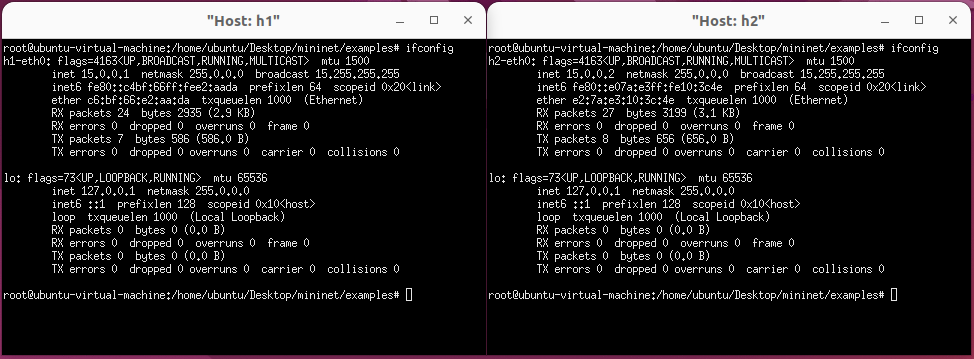 "Host: h1"
root@ubuntu-virtual-machine:/home/ubuntu/Desktop/mininet/examples# ifconfig
h1-eth0: flags=4163<UP,BROADCAST,RUNNING,MULTICAST>  mtu 1500
        inet 15.0.0.1  netmask 255.0.0.0  broadcast 15.255.255.255
        inet6 fe80::c4bf:66ff:fee2:aada  prefixlen 64  scopeid 0x20<link>
        ether c6:bf:66:e2:aa:da  txqueuelen 1000  (Ethernet)
        RX packets 24  bytes 2935 (2.9 KB)
        RX errors 0  dropped 0  overruns 0  frame 0
        TX packets 7  bytes 586 (586.0 B)
        TX errors 0  dropped 0 overruns 0  carrier 0  collisions 0
lo: flags=73<UP,LOOPBACK,RUNNING>  mtu 65536
        inet 127.0.0.1  netmask 255.0.0.0
        inet6 ::1  prefixlen 128  scopeid 0x10<host>
        loop  txqueuelen 1000  (Local Loopback)
        RX packets 0  bytes 0 (0.0 B)
        RX errors 0  dropped 0  overruns 0  frame 0
        TX packets 0  bytes 0 (0.0 B)
        TX errors 0  dropped 0 overruns 0  carrier 0  collisions 0
root@ubuntu-virtual-machine:/home/ubuntu/Desktop/mininet/examples#
"Host: h2"
root@ubuntu-virtual-machine:/home/ubuntu/Desktop/mininet/examples# ifconfig
h2-eth0: flags=4163<UP,BROADCAST,RUNNING,MULTICAST>  mtu 1500
        inet 15.0.0.2  netmask 255.0.0.0  broadcast 15.255.255.255
        inet6 fe80::e07a:e3ff:fe10:3c4e  prefixlen 64  scopeid 0x20<link>
        ether e2:7a:e3:10:3c:4e  txqueuelen 1000  (Ethernet)
        RX packets 27  bytes 3199 (3.1 KB)
        RX errors 0  dropped 0  overruns 0  frame 0
        TX packets 8  bytes 656 (656.0 B)
        TX errors 0  dropped 0 overruns 0  carrier 0  collisions 0
lo: flags=73<UP,LOOPBACK,RUNNING>  mtu 65536
        inet 127.0.0.1  netmask 255.0.0.0
        inet6 ::1  prefixlen 128  scopeid 0x10<host>
        loop  txqueuelen 1000  (Local Loopback)
        RX packets 0  bytes 0 (0.0 B)
        RX errors 0  dropped 0  overruns 0  frame 0
        TX packets 0  bytes 0 (0.0 B)
        TX errors 0  dropped 0 overruns 0  carrier 0  collisions 0
root@ubuntu-virtual-machine:/home/ubuntu/Desktop/mininet/examples#